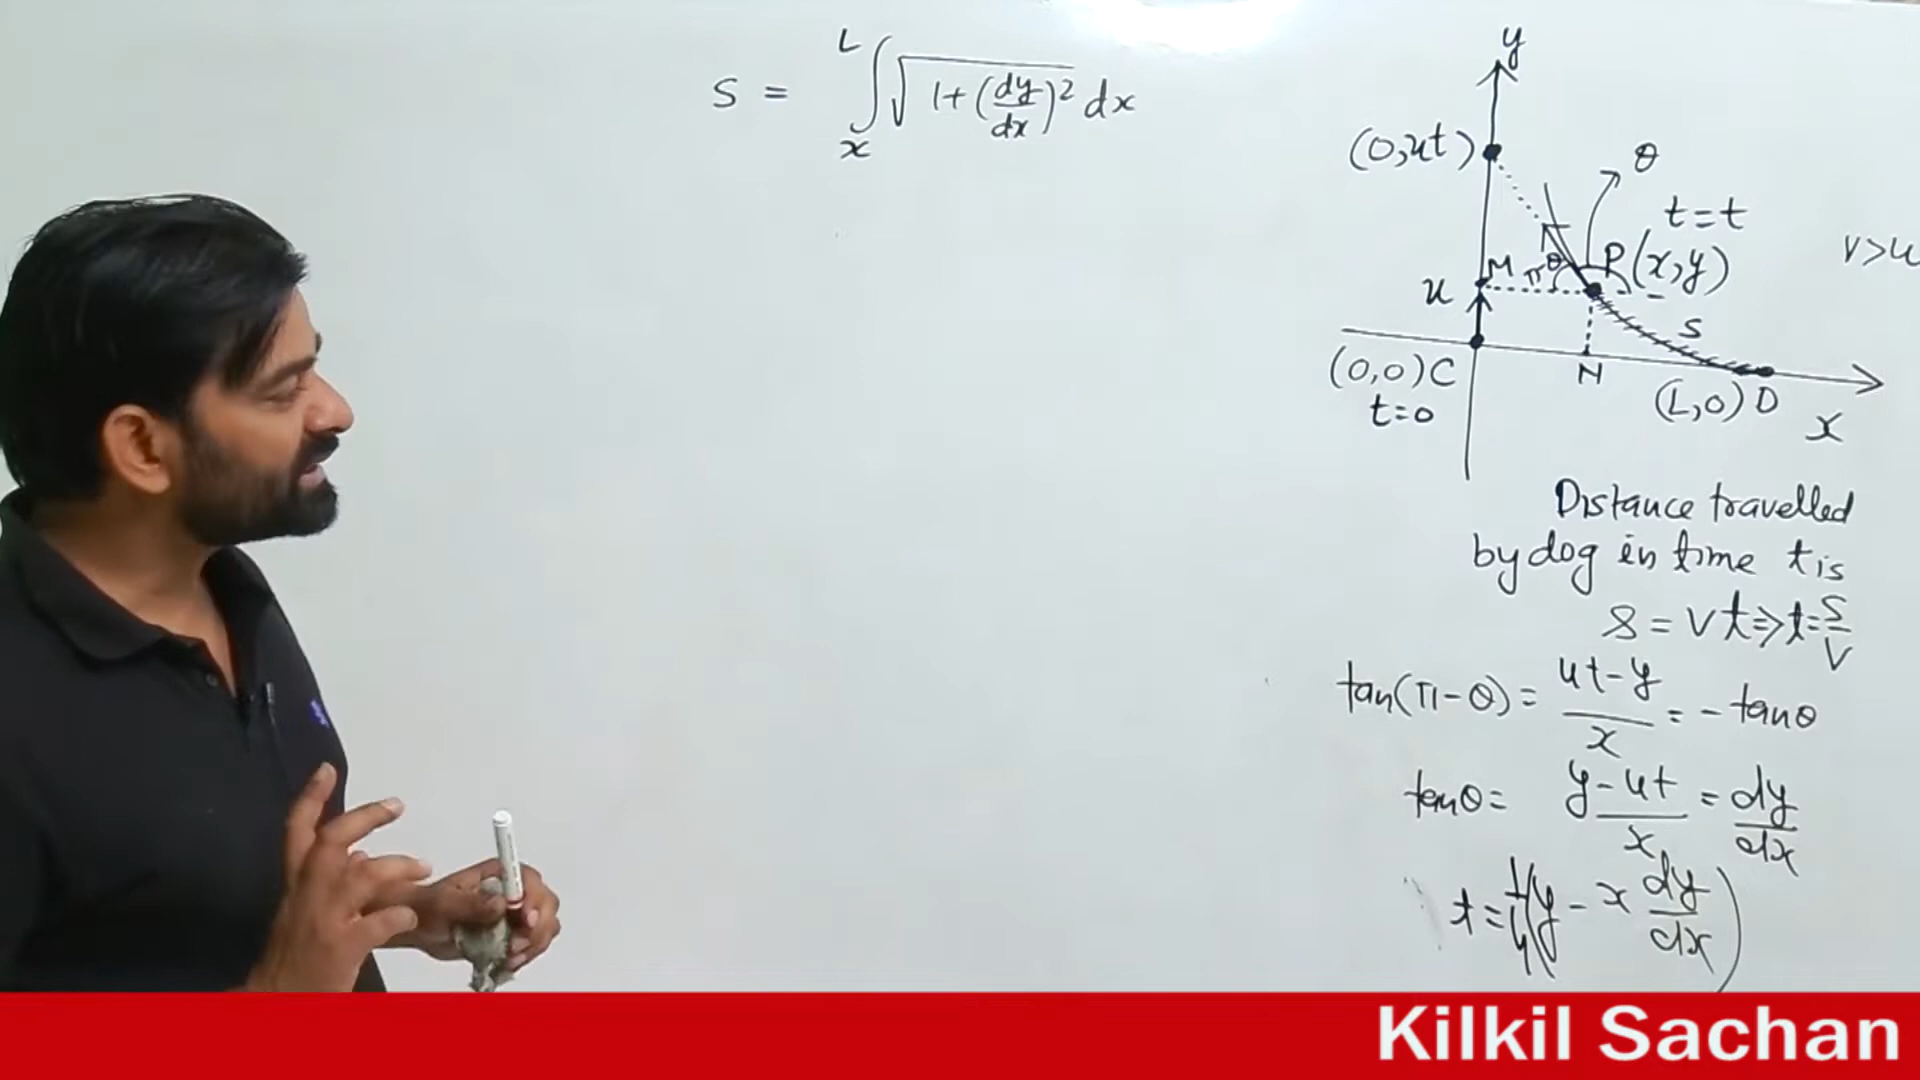 S = ∫ₓᴸ √(1+(dy/dx)²) dx
y
(0,ut)
θ
t=t
P(x,y)
v>u
M
π-θ
u
S
(0,0)C
N
(L,0) D
t=0
x
Distance travelled
by dog in time t is
S = vt ⇒ t = S/v
tan(π-θ) = (ut-y)/x = -tanθ
tanθ = (y-ut)/x = dy/dx
t = 1/u (y - x dy/dx)
Kilkil Sachan